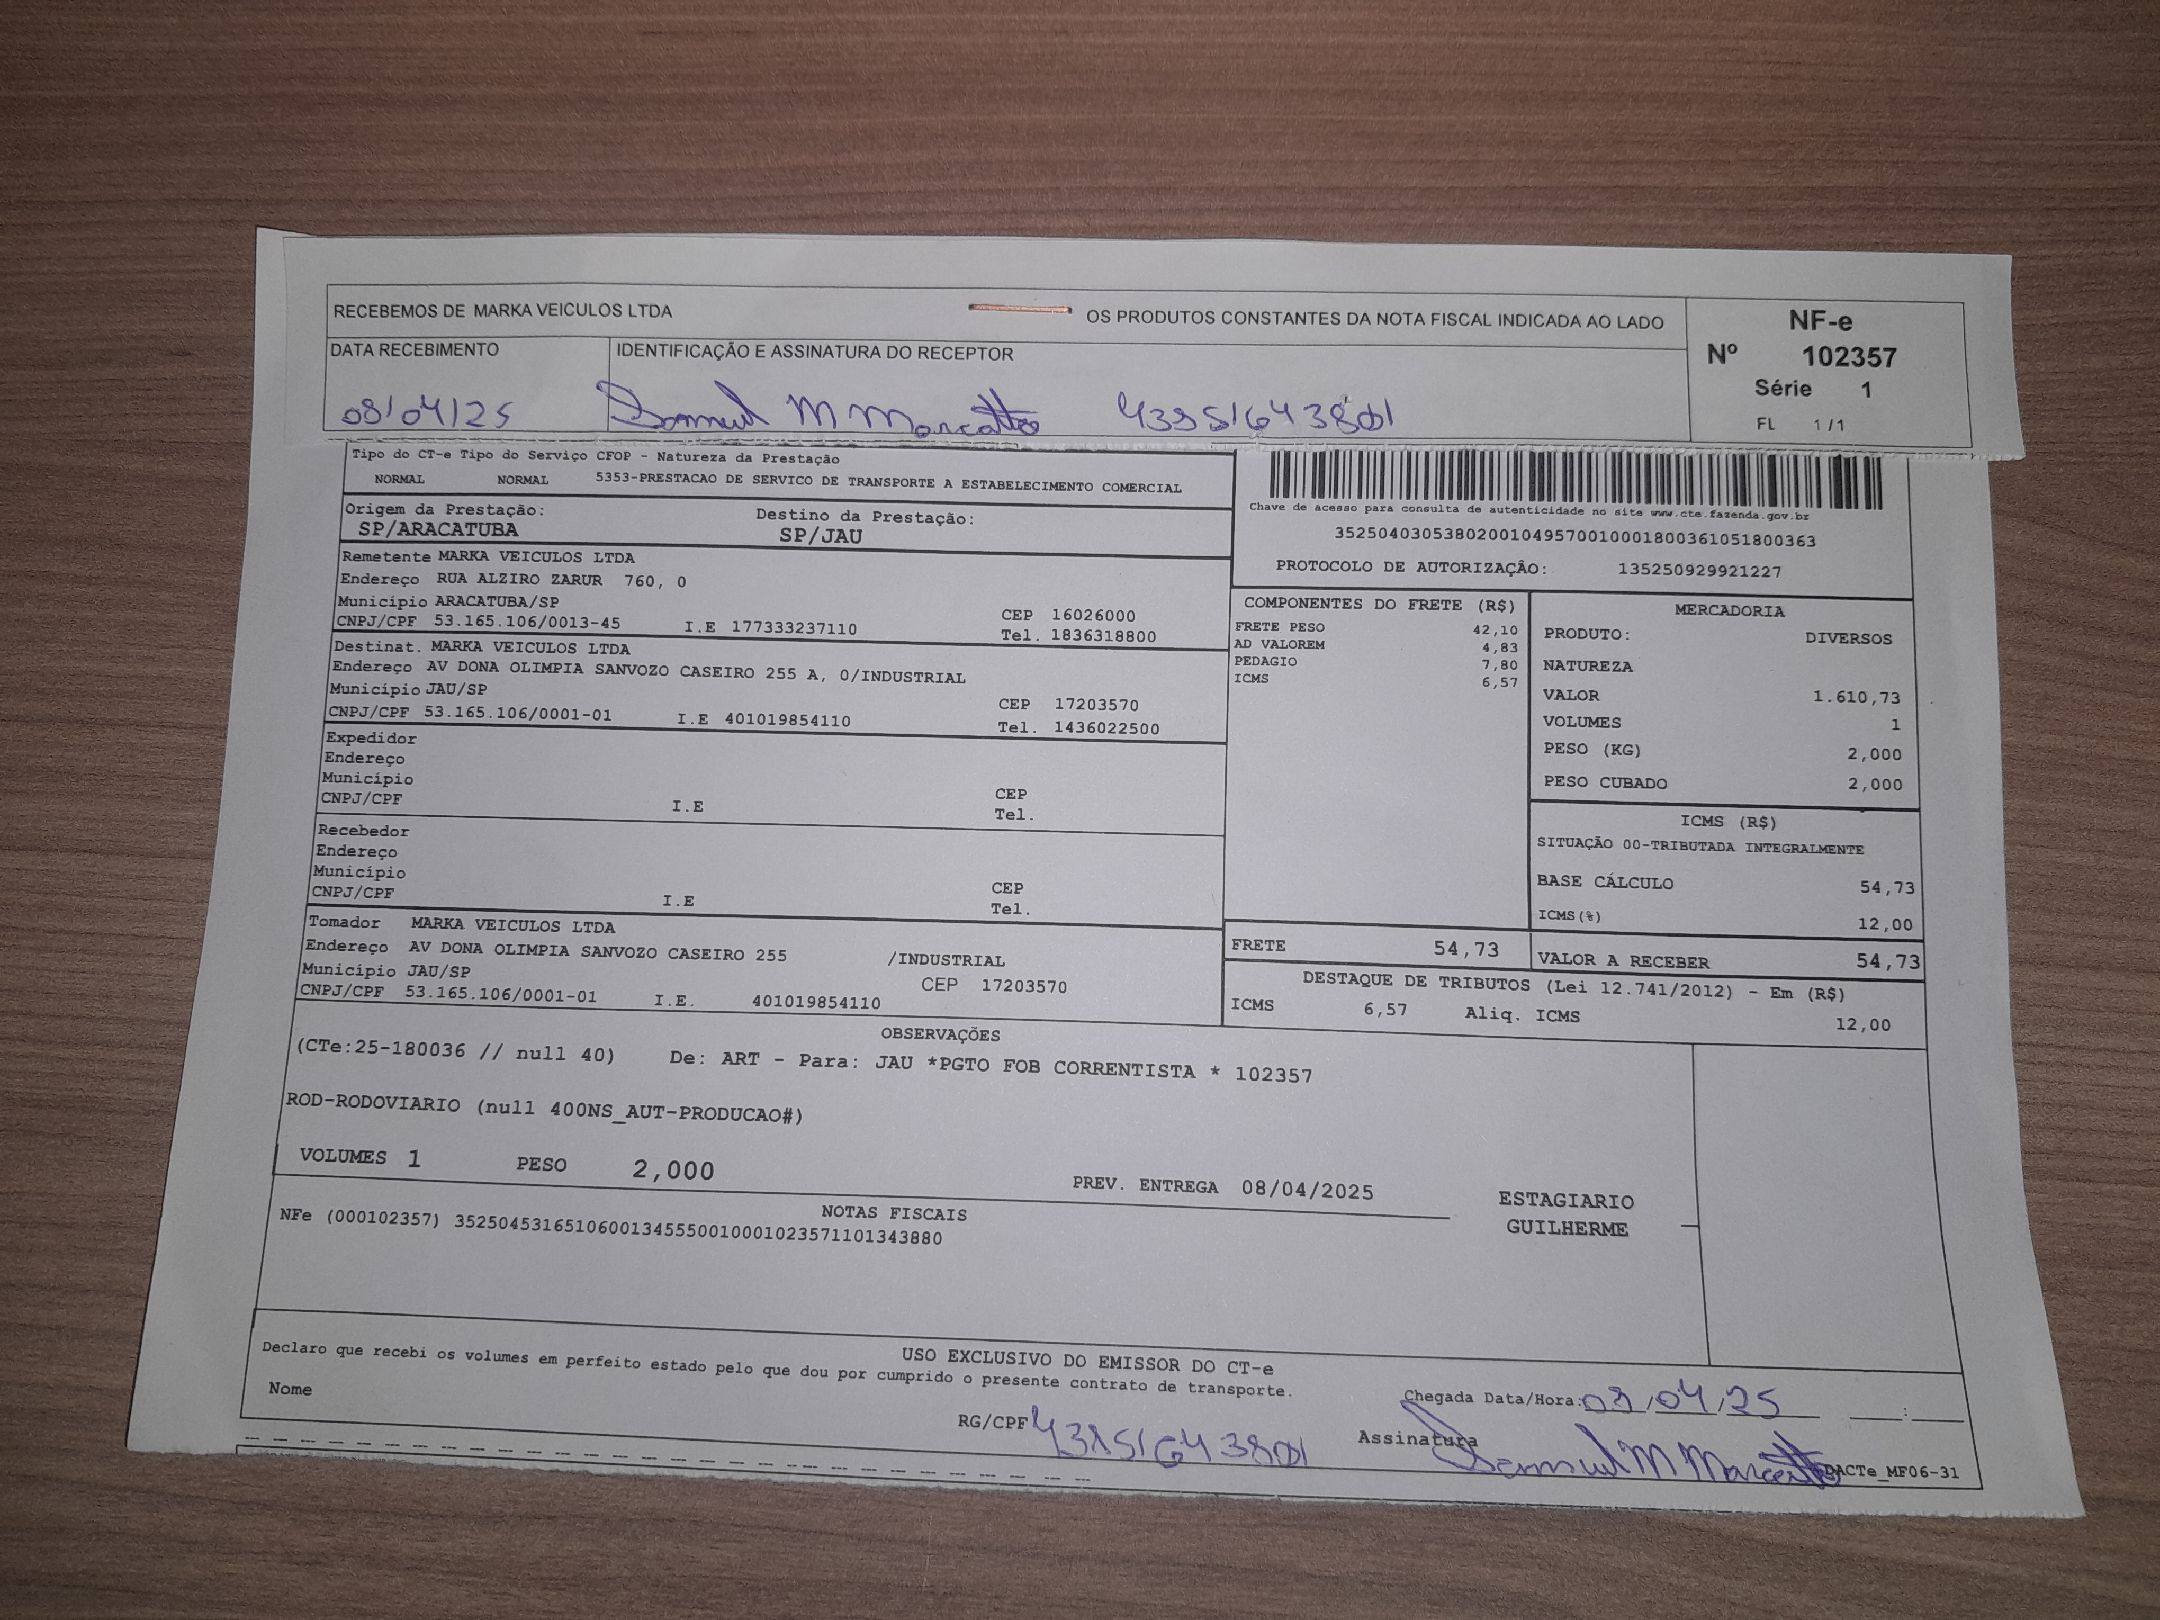 RECEBEMOS DE MARKA VEICULOS LTDA OS PRODUTOS CONSTANTES DA NOTA FISCAL INDICADA AO LADO
NF-e
Nº 102357
Série 1
FL 1 / 1
DATA RECEBIMENTO IDENTIFICAÇÃO E ASSINATURA DO RECEPTOR
08/04/25 M Marcatto
Tipo do CT-e Tipo do Serviço CFOP - Natureza da Prestação
NORMAL NORMAL 5353-PRESTACAO DE SERVICO DE TRANSPORTE A ESTABELECIMENTO COMERCIAL
Origem da Prestação: Destino da Prestação:
SP/ARACATUBA SP/JAU
Chave de acesso para consulta de autenticidade no site www.cte.fazenda.gov.br
35250403053802001049570010001800361051800363
PROTOCOLO DE AUTORIZAÇÃO: 135250929921227
Remetente MARKA VEICULOS LTDA
Endereço RUA ALZIRO ZARUR 760, 0
Município ARACATUBA/SP CEP 16026000
CNPJ/CPF 53.165.106/0013-45 I.E 177333237110 Tel. 1836318800
Destinat. MARKA VEICULOS LTDA
Endereço AV DONA OLIMPIA SANVOZO CASEIRO 255 A, 0/INDUSTRIAL
Município JAU/SP CEP 17203570
CNPJ/CPF 53.165.106/0001-01 I.E 401019854110 Tel. 1436022500
Expedidor
Endereço
Município CEP
CNPJ/CPF I.E Tel.
Recebedor
Endereço
Município CEP
CNPJ/CPF I.E Tel.
Tomador MARKA VEICULOS LTDA
Endereço AV DONA OLIMPIA SANVOZO CASEIRO 255 /INDUSTRIAL
Município JAU/SP CEP 17203570
CNPJ/CPF 53.165.106/0001-01 I.E. 401019854110
COMPONENTES DO FRETE (R$)
FRETE PESO 42,10
AD VALOREM 4,83
PEDAGIO 7,80
ICMS 6,57
MERCADORIA
PRODUTO: DIVERSOS
NATUREZA
VALOR 1.610,73
VOLUMES 1
PESO (KG) 2,000
PESO CUBADO 2,000
ICMS (R$)
SITUAÇÃO 00-TRIBUTADA INTEGRALMENTE
BASE CÁLCULO 54,73
ICMS(%) 12,00
FRETE 54,73 VALOR A RECEBER 54,73
DESTAQUE DE TRIBUTOS (Lei 12.741/2012) - Em (R$)
ICMS 6,57 Aliq. ICMS 12,00
OBSERVAÇÕES
(CTe:25-180036 // null 40) De: ART - Para: JAU *PGTO FOB CORRENTISTA * 102357
ROD-RODOVIARIO (null 400NS_AUT-PRODUCAO#)
VOLUMES 1 PESO 2,000 PREV. ENTREGA 08/04/2025
ESTAGIARIO
GUILHERME
NOTAS FISCAIS
NFe (000102357) 35250453165106001345550010001023571101343880
USO EXCLUSIVO DO EMISSOR DO CT-e
Declaro que recebi os volumes em perfeito estado pelo que dou por cumprido o presente contrato de transporte.
Nome RG/CPF
Chegada Data/Hora: 08/04/25 __:__
Assinatura M Marcatto
DACTe_MF06-31